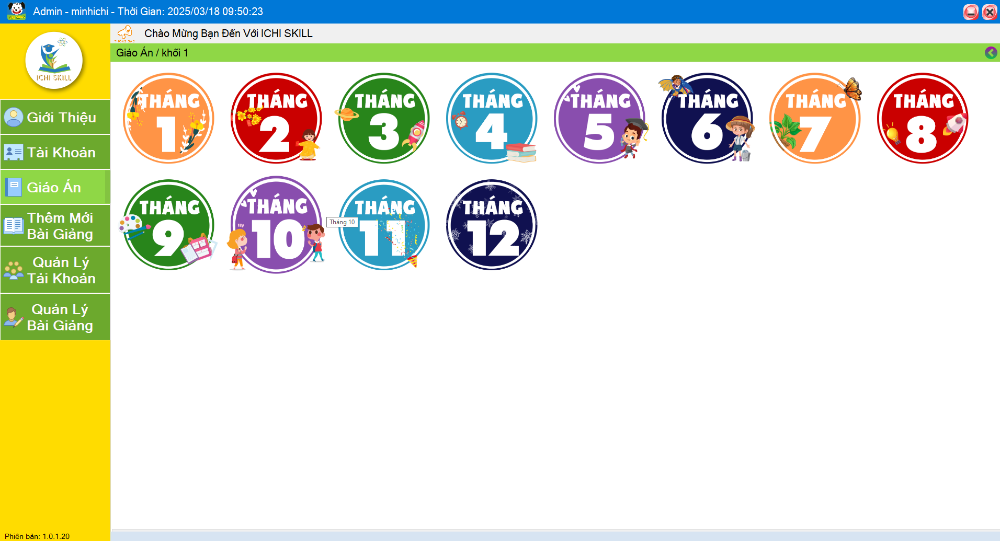 Admin - minhichi - Thời Gian: 2025/03/18 09:50:23
ICHI SKILL
THÔNG BÁO
Chào Mừng Bạn Đến Với ICHI SKILL
Giáo Án / khối 1
Giới Thiệu
Tài Khoản
Giáo Án
Thêm Mới
Bài Giảng
Quản Lý
Tài Khoản
Quản Lý
Bài Giảng
THÁNG
1
THÁNG
2
THÁNG
3
THÁNG
4
THÁNG
5
THÁNG
6
THÁNG
7
THÁNG
8
THÁNG
9
THÁNG
10
Tháng 10
THÁNG
11
THÁNG
12
Phiên bản: 1.0.1.20